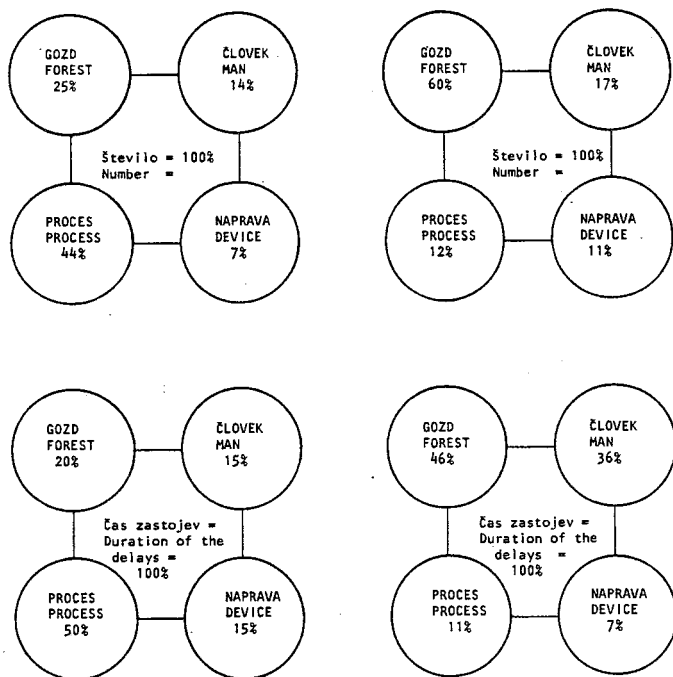 GOZD
FOREST
25%
ČLOVEK
MAN
14%
Število = 100%
Number =
PROCES
PROCESS
44%
NAPRAVA
DEVICE
7%
GOZD
FOREST
60%
ČLOVEK
MAN
17%
Število = 100%
Number =
PROCES
PROCESS
12%
NAPRAVA
DEVICE
11%
GOZD
FOREST
20%
ČLOVEK
MAN
15%
Čas zastojev =
Duration of the
delays =
100%
PROCES
PROCESS
50%
NAPRAVA
DEVICE
15%
GOZD
FOREST
46%
ČLOVEK
MAN
36%
Čas zastojev =
Duration of the
delays =
100%
PROCES
PROCESS
11%
NAPRAVA
DEVICE
7%